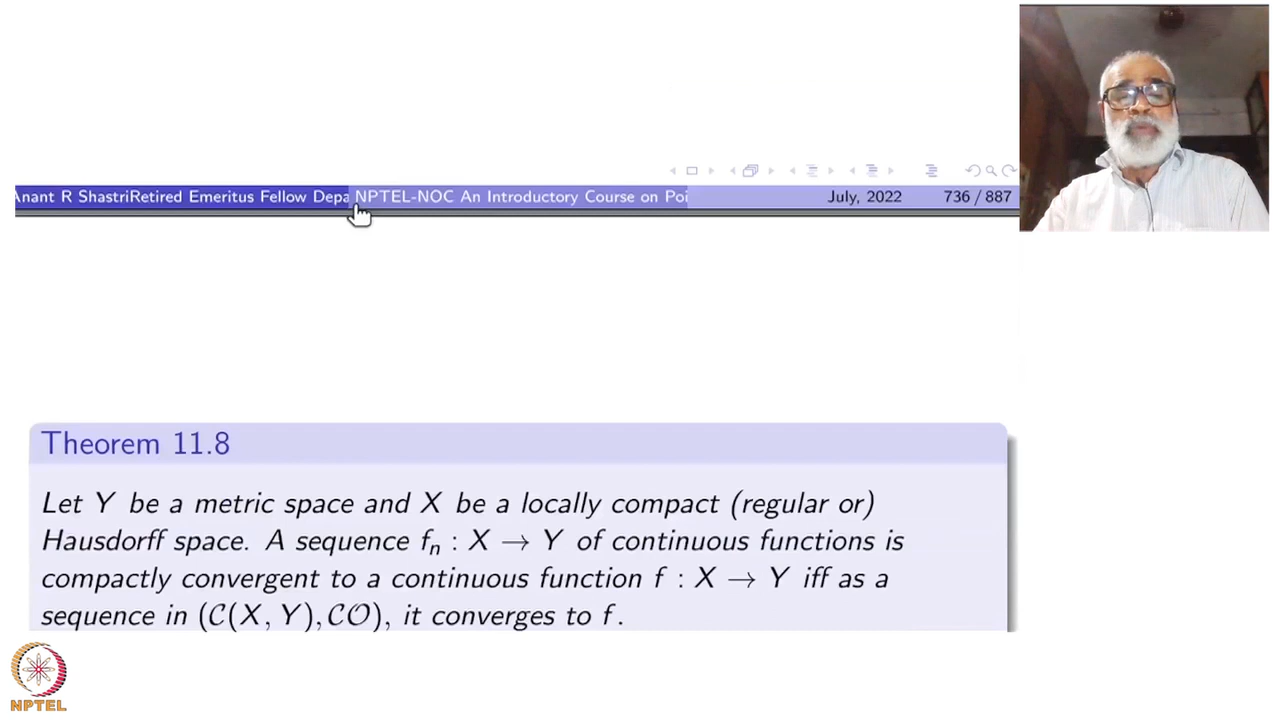 Anant R ShastriRetired Emeritus Fellow Depa NPTEL-NOC An Introductory Course on Poi July, 2022 736 / 887
Theorem 11.8
Let Y be a metric space and X be a locally compact (regular or)
Hausdorff space. A sequence fₙ : X → Y of continuous functions is
compactly convergent to a continuous function f : X → Y iff as a
sequence in (𝒞(X, Y), 𝒞𝒪), it converges to f.
NPTEL